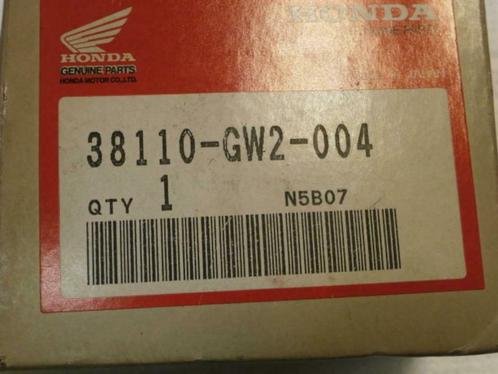 HONDA
GENUINE PARTS
HONDA MOTOR CO.,LTD.
HONDA
38110-GW2-004
QTY 1 N5B07